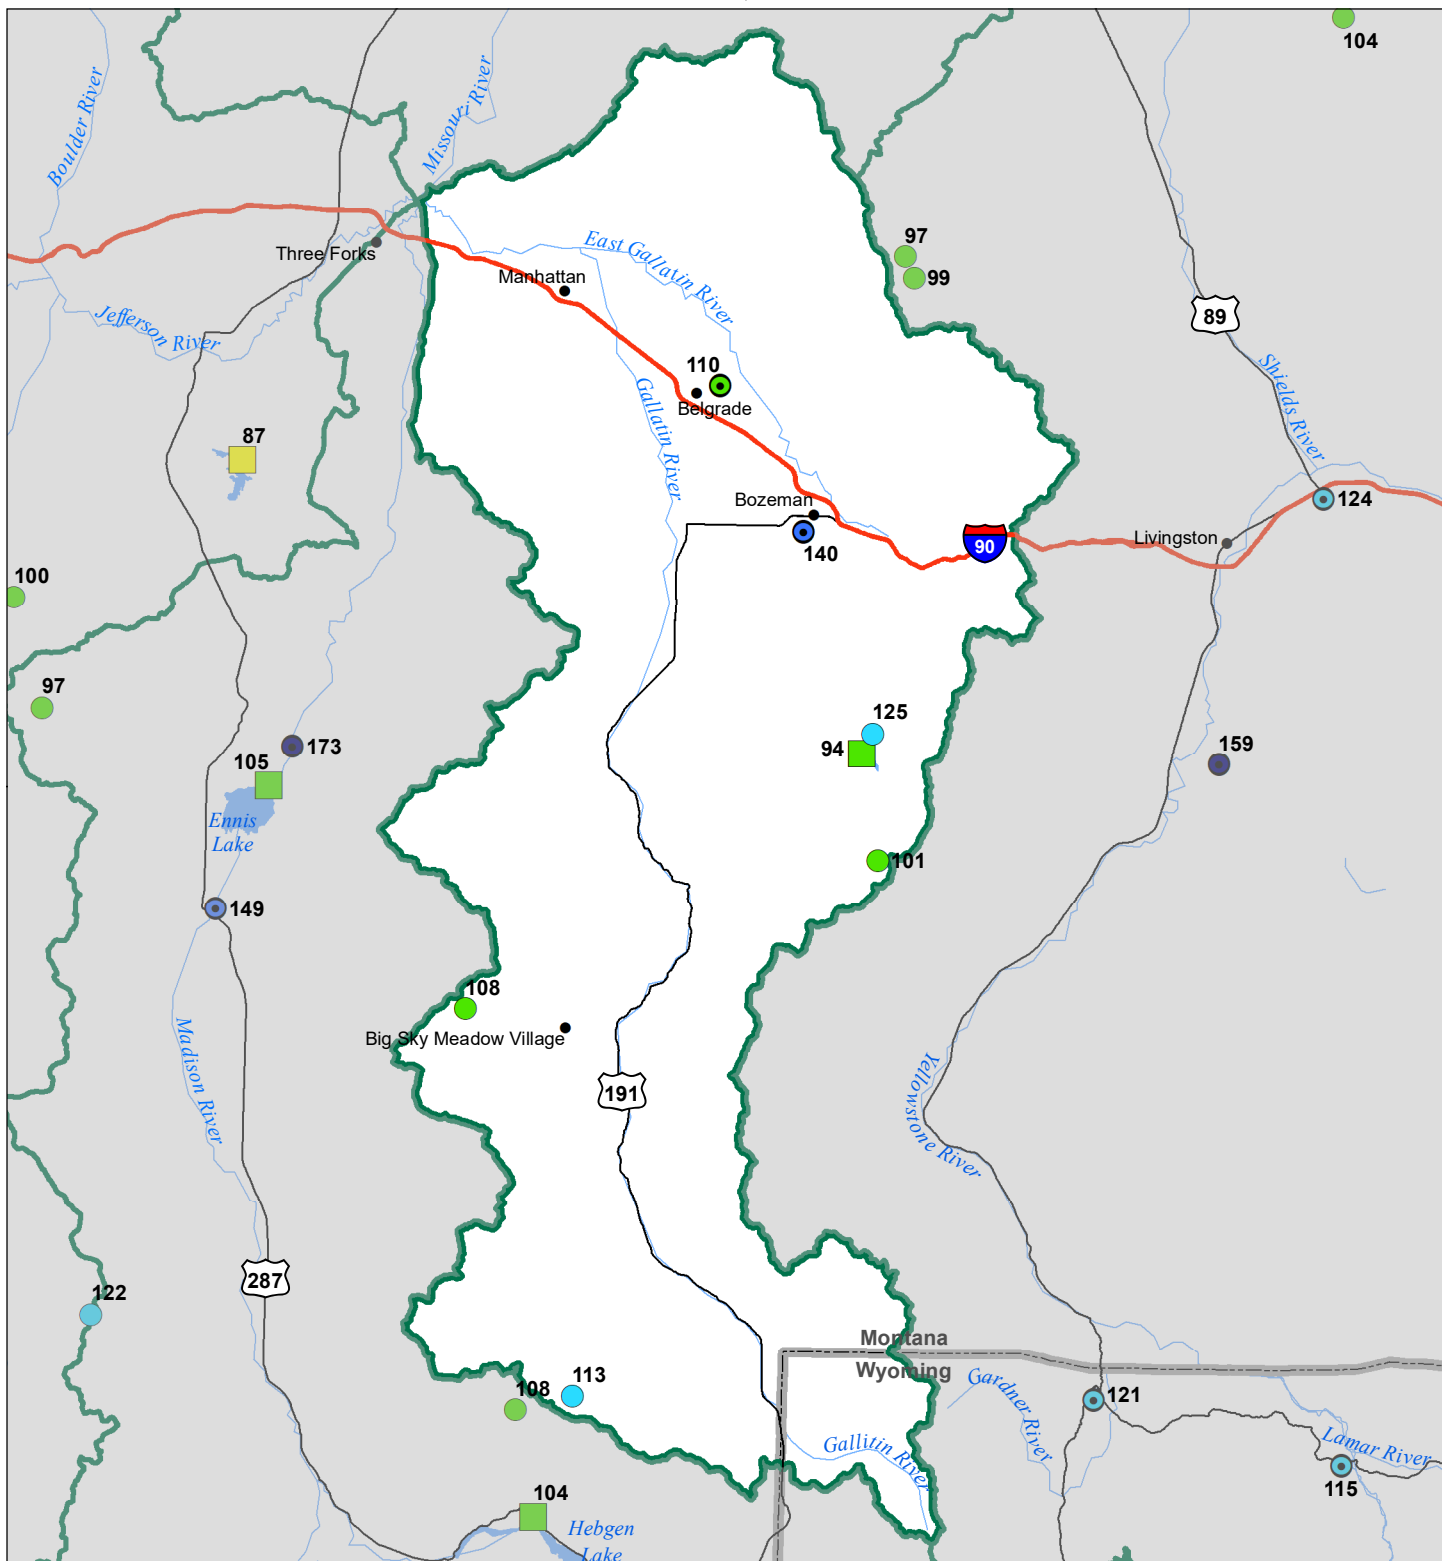 104
Boulder River
Missouri River
97
99
East Gallatin River
Three Forks
Manhattan
89
Jefferson River
Shields River
110
Belgrade
Gallatin River
87
Bozeman
140
90
124
Livingston
100
97
125
94
173
105
159
Ennis
Lake
101
149
108
Big Sky Meadow Village
Madison River
191
Yellowstone River
287
122
Montana
Wyoming
108
113
Gardner River
121
Gallitin River
Lamar River
115
104
Hebgen
Lake